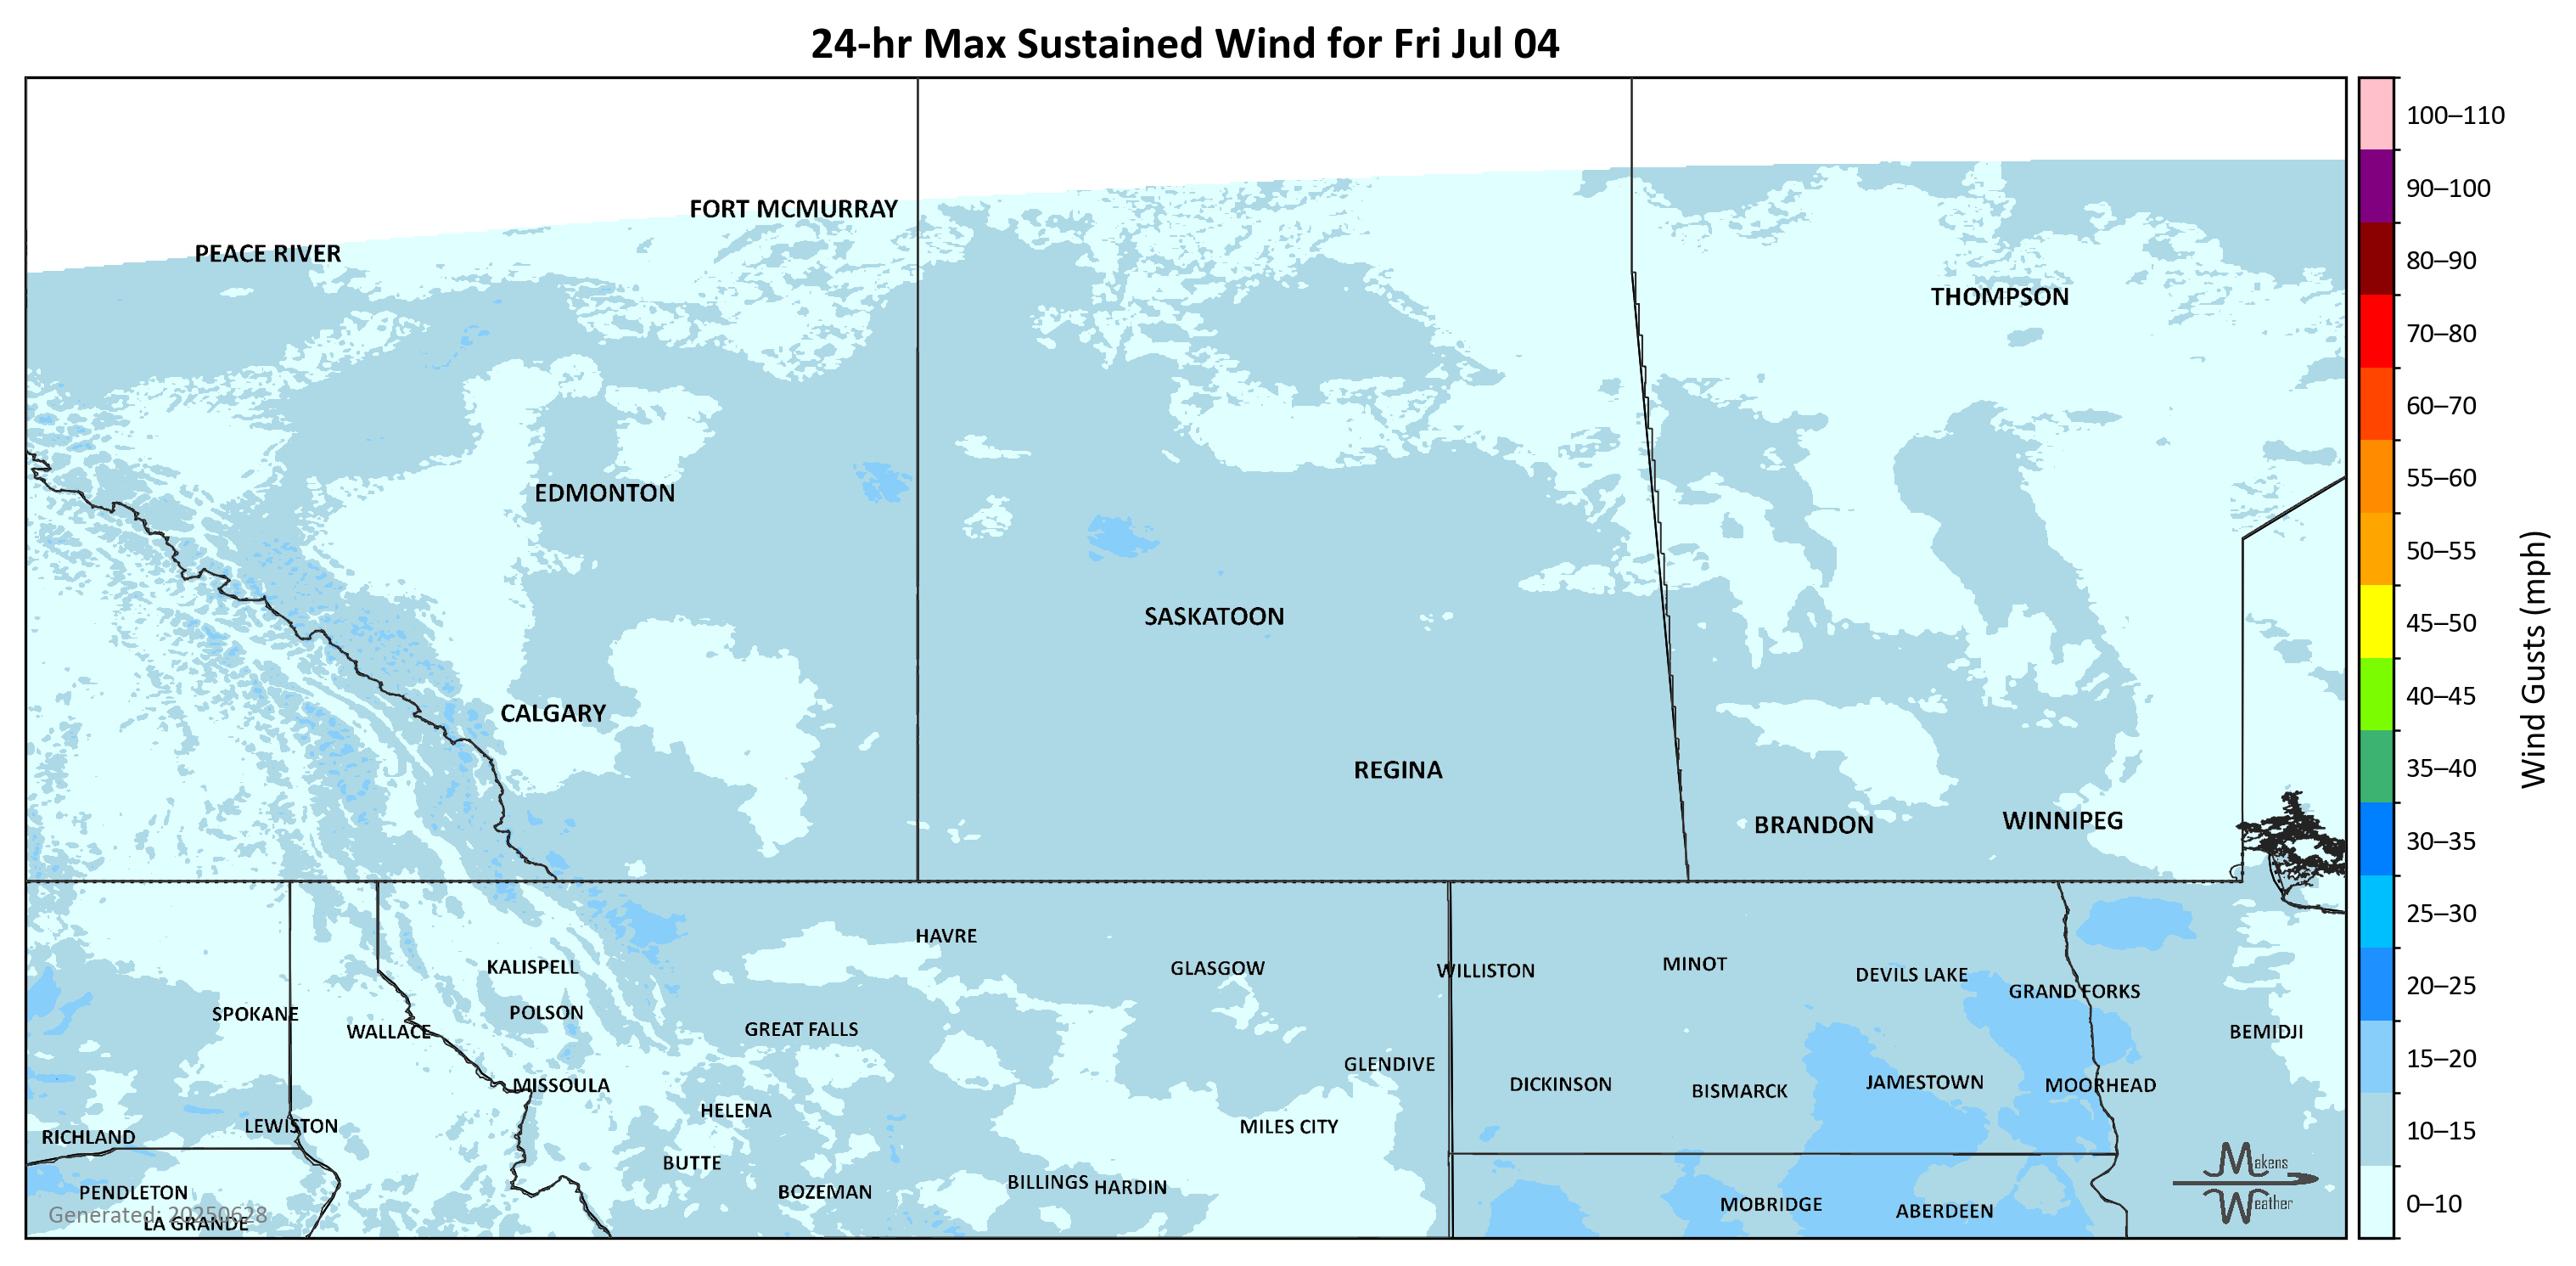 24-hr Max Sustained Wind for Fri Jul 04
FORT MCMURRAY
PEACE RIVER
THOMPSON
EDMONTON
SASKATOON
CALGARY
REGINA
BRANDON
WINNIPEG
HAVRE
KALISPELL
GLASGOW
WILLISTON
MINOT
DEVILS LAKE
GRAND FORKS
SPOKANE
POLSON
WALLACE
GREAT FALLS
BEMIDJI
GLENDIVE
MISSOULA
DICKINSON
BISMARCK
JAMESTOWN
MOORHEAD
HELENA
LEWISTON
MILES CITY
RICHLAND
BUTTE
PENDLETON
BOZEMAN
BILLINGS
HARDIN
MOBRIDGE
ABERDEEN
Generated: 20250628
LA GRANDE
Makens
Weather
100–110
90–100
80–90
70–80
60–70
55–60
50–55
45–50
40–45
35–40
30–35
25–30
20–25
15–20
10–15
0–10
Wind Gusts (mph)